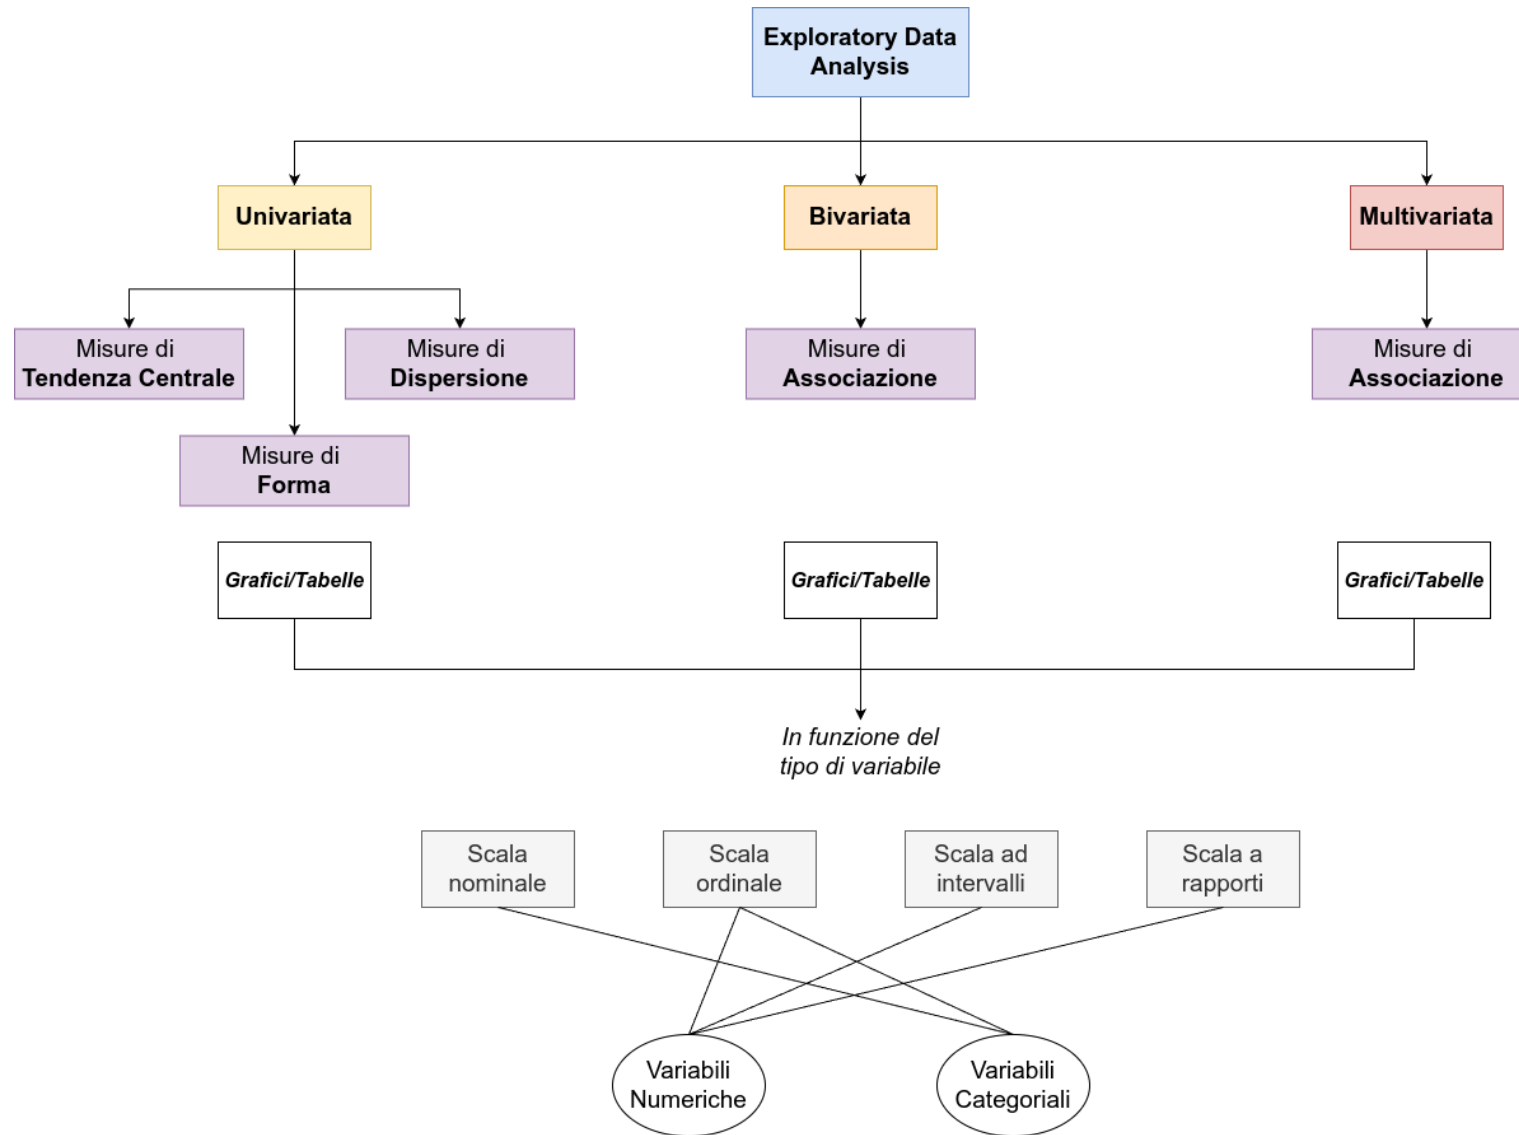 Exploratory Data
Analysis
Univariata
Bivariata
Multivariata
Misure di
Tendenza Centrale
Misure di
Dispersione
Misure di
Associazione
Misure di
Associazione
Misure di
Forma
Grafici/Tabelle
Grafici/Tabelle
Grafici/Tabelle
In funzione del
tipo di variabile
Scala
nominale
Scala
ordinale
Scala ad
intervalli
Scala a
rapporti
Variabili
Numeriche
Variabili
Categoriali